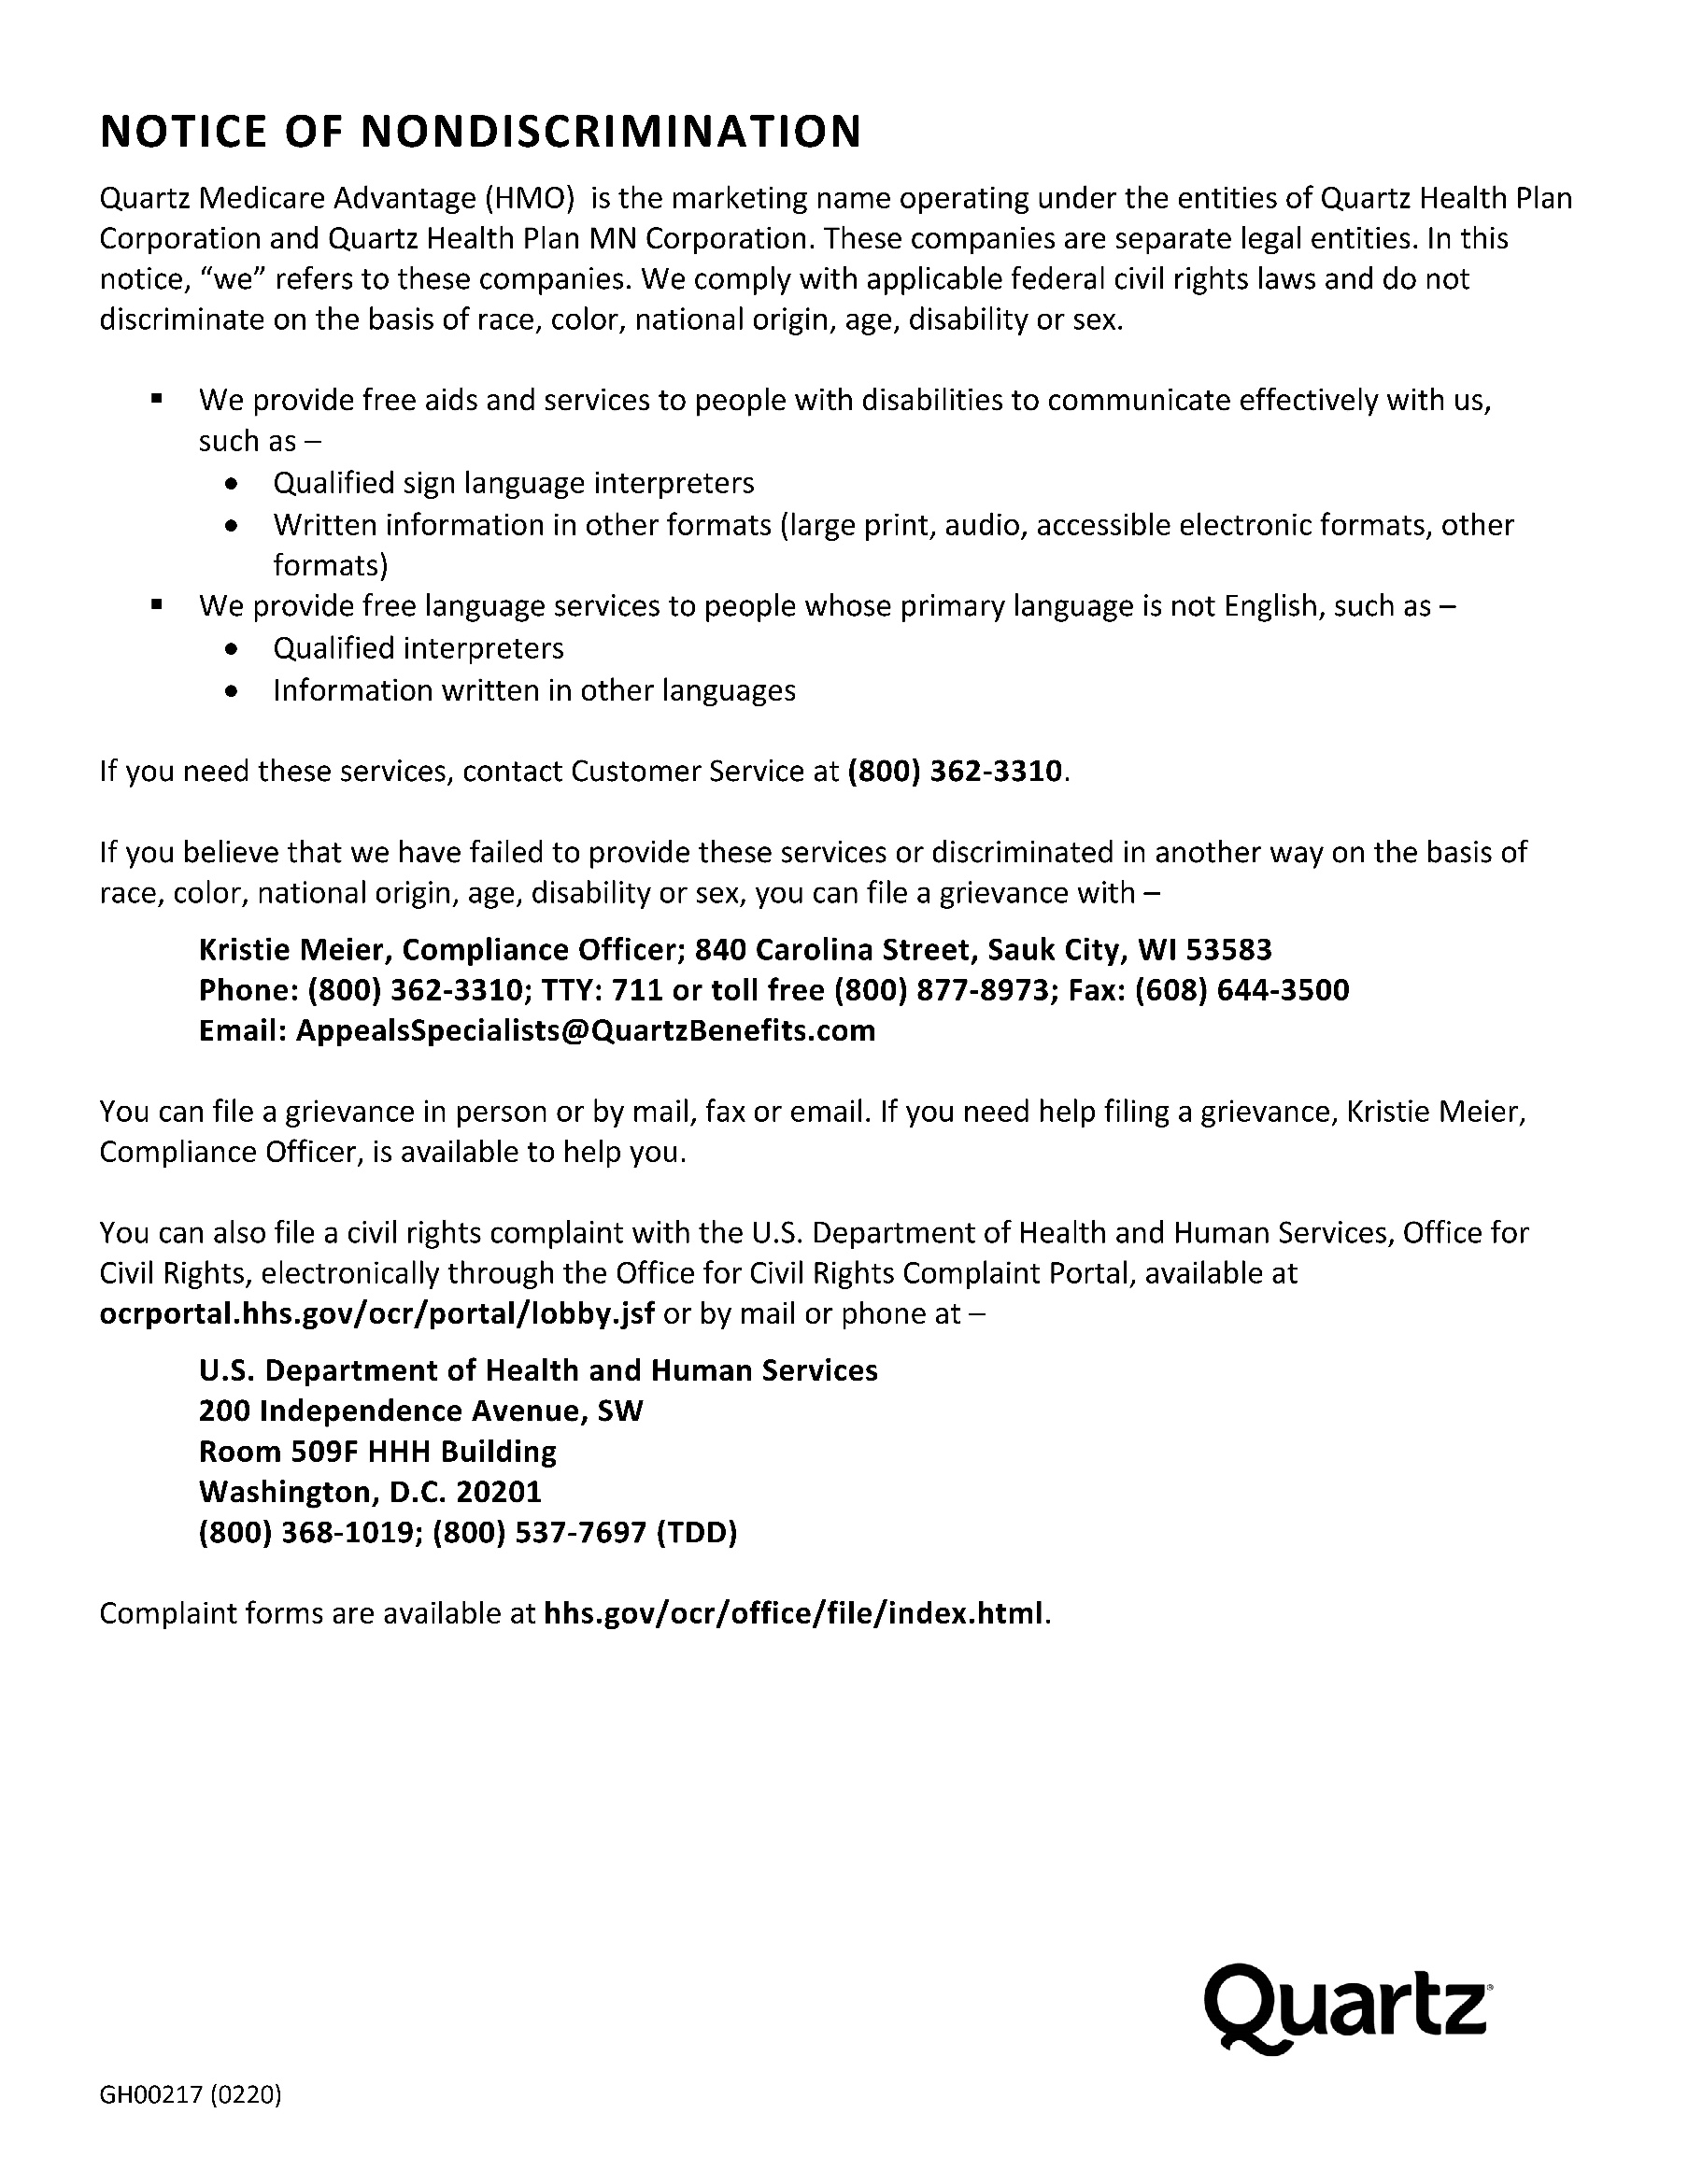 NOTICE OF NONDISCRIMINATION
Quartz Medicare Advantage (HMO)  is the marketing name operating under the entities of Quartz Health Plan
Corporation and Quartz Health Plan MN Corporation. These companies are separate legal entities. In this
notice, “we” refers to these companies. We comply with applicable federal civil rights laws and do not
discriminate on the basis of race, color, national origin, age, disability or sex.
▪ We provide free aids and services to people with disabilities to communicate effectively with us,
such as –
• Qualified sign language interpreters
• Written information in other formats (large print, audio, accessible electronic formats, other
formats)
▪ We provide free language services to people whose primary language is not English, such as –
• Qualified interpreters
• Information written in other languages
If you need these services, contact Customer Service at (800) 362-3310.
If you believe that we have failed to provide these services or discriminated in another way on the basis of
race, color, national origin, age, disability or sex, you can file a grievance with –
Kristie Meier, Compliance Officer; 840 Carolina Street, Sauk City, WI 53583
Phone: (800) 362-3310; TTY: 711 or toll free (800) 877-8973; Fax: (608) 644-3500
Email: AppealsSpecialists@QuartzBenefits.com
You can file a grievance in person or by mail, fax or email. If you need help filing a grievance, Kristie Meier,
Compliance Officer, is available to help you.
You can also file a civil rights complaint with the U.S. Department of Health and Human Services, Office for
Civil Rights, electronically through the Office for Civil Rights Complaint Portal, available at
ocrportal.hhs.gov/ocr/portal/lobby.jsf or by mail or phone at –
U.S. Department of Health and Human Services
200 Independence Avenue, SW
Room 509F HHH Building
Washington, D.C. 20201
(800) 368-1019; (800) 537-7697 (TDD)
Complaint forms are available at hhs.gov/ocr/office/file/index.html.
Quartz®
GH00217 (0220)